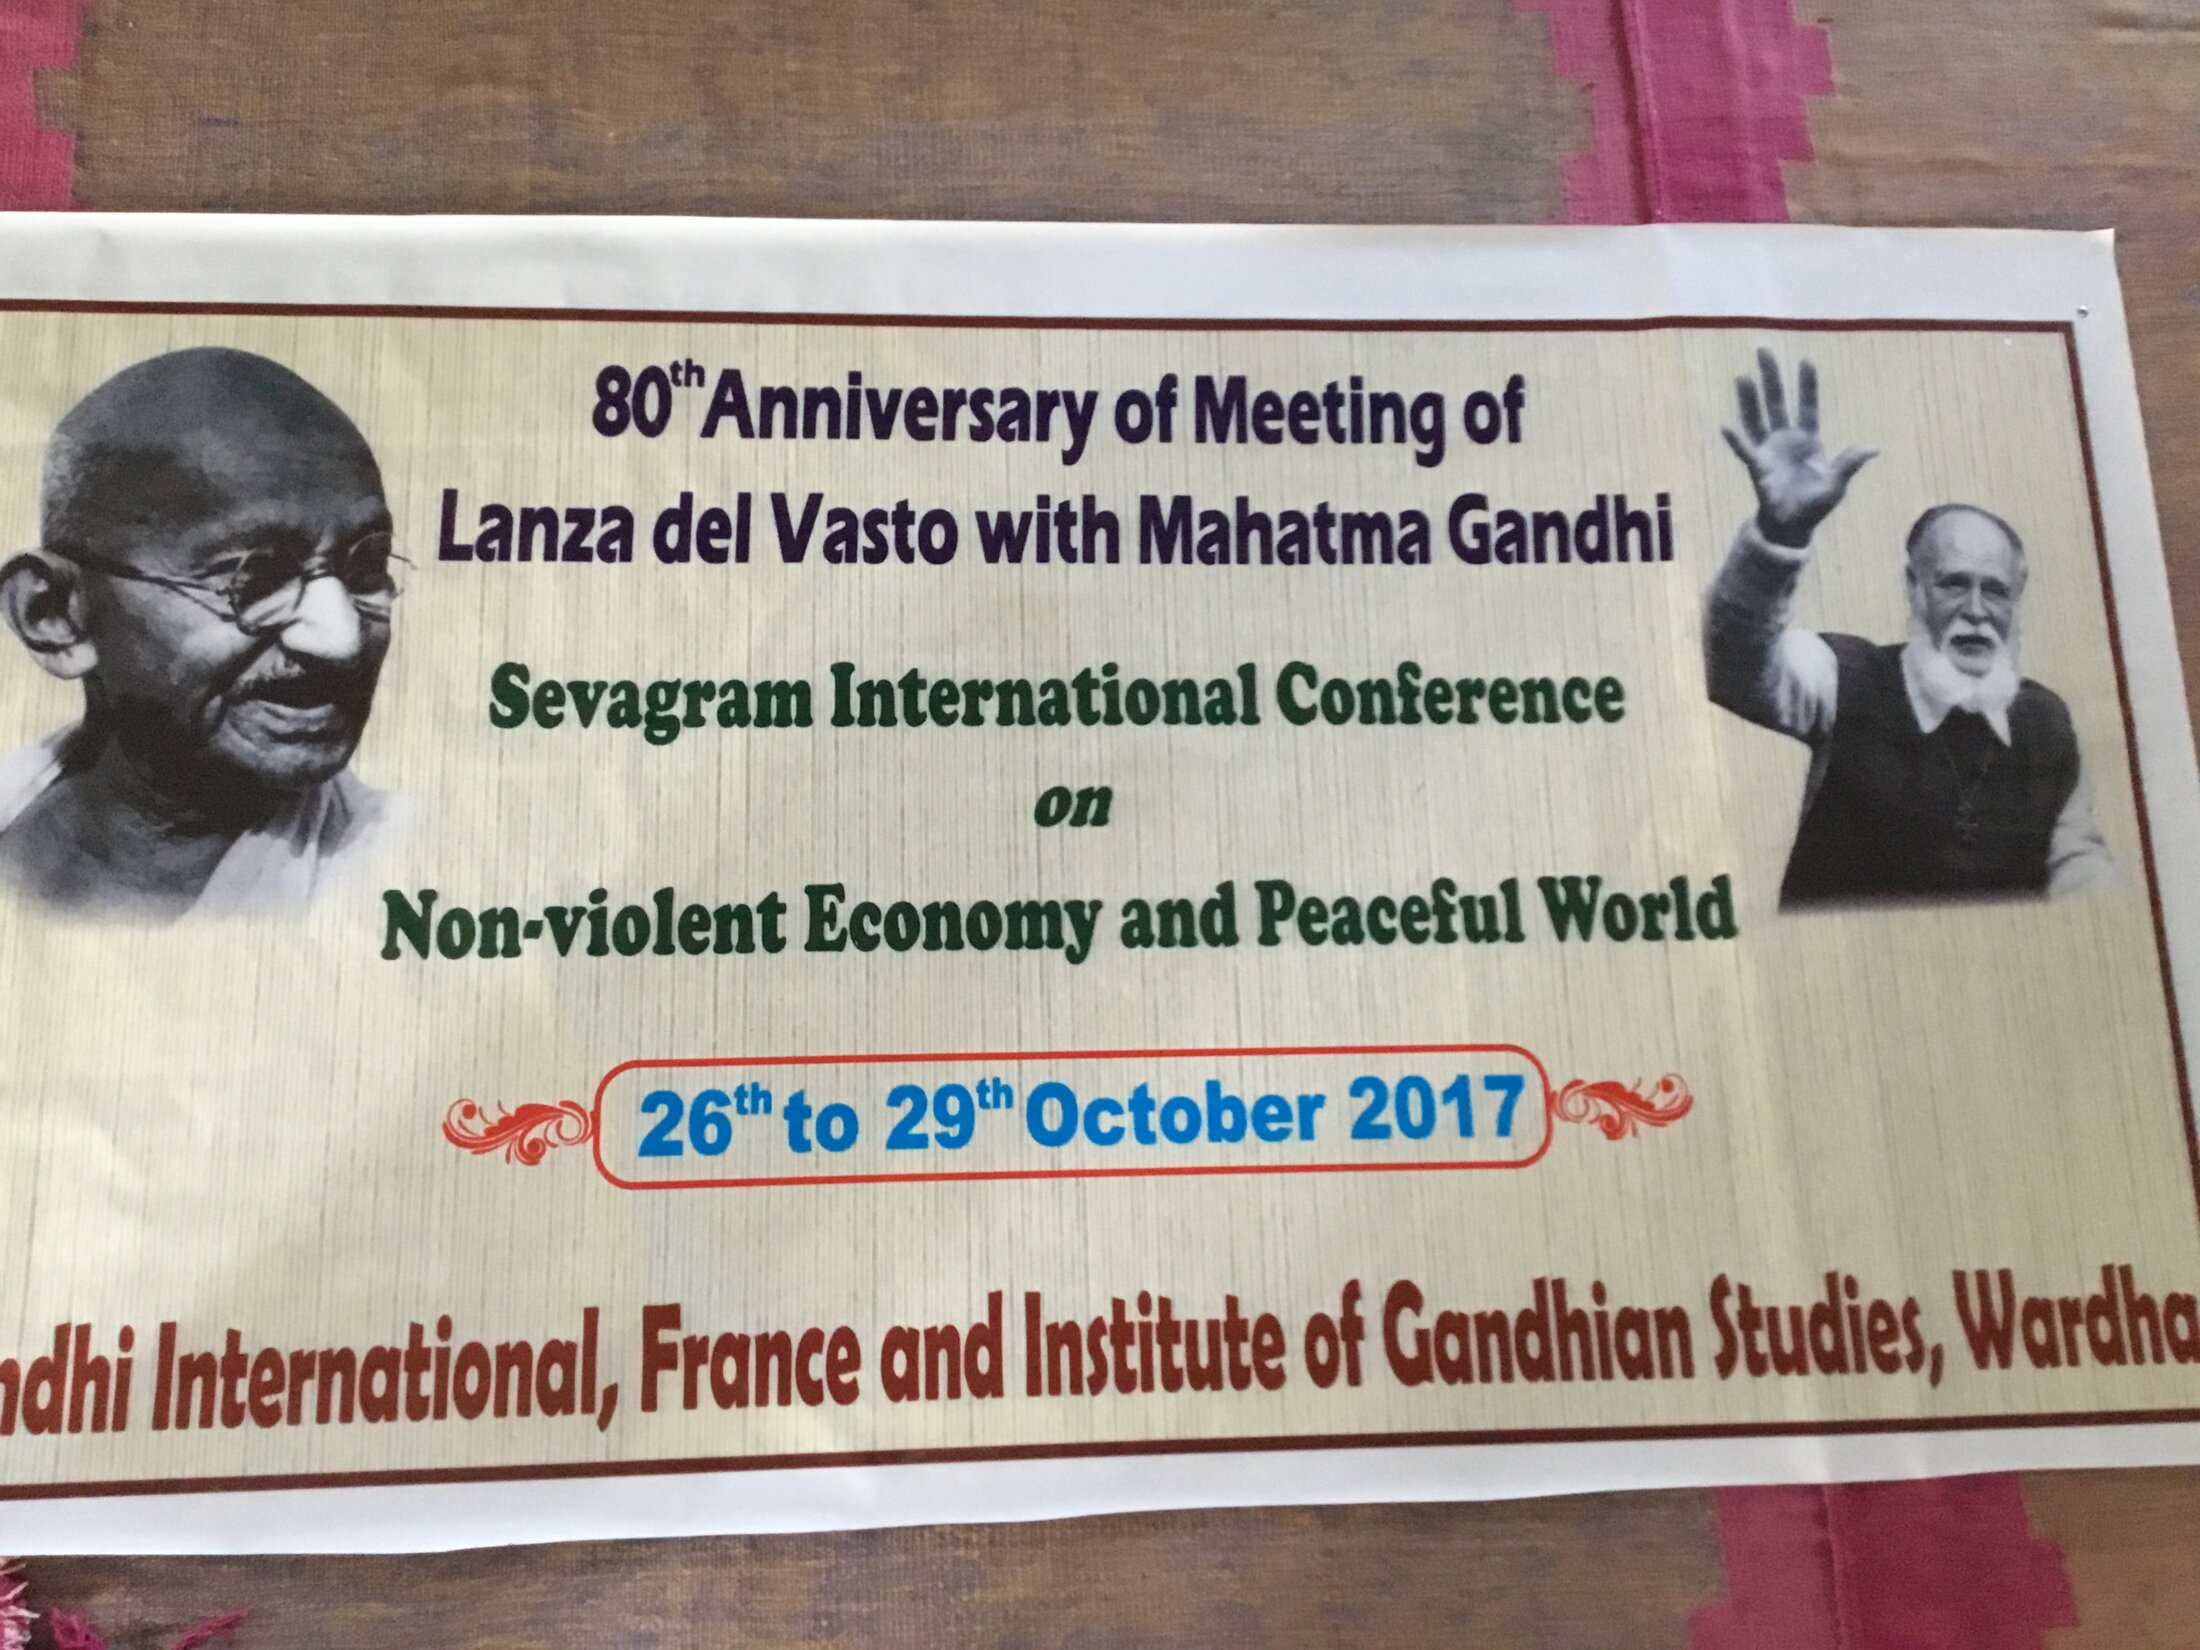 80th Anniversary of Meeting of
Lanza del Vasto with Mahatma Gandhi
Sevagram International Conference
on
Non-violent Economy and Peaceful World
26th to 29th October 2017
ndhi International, France and Institute of Gandhian Studies, Wardha